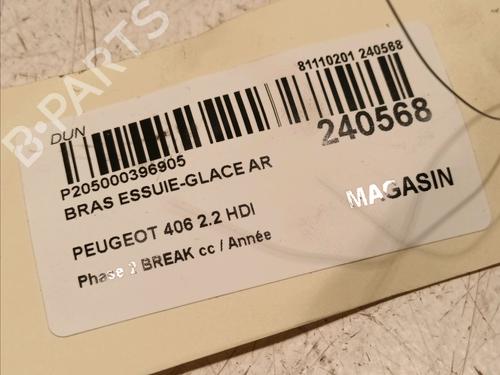 B-PARTS
DUN
81110201 240568
240568
P205000396905
BRAS ESSUIE-GLACE AR
MAGASIN
PEUGEOT 406 2.2 HDI
Phase 2 BREAK cc / Année